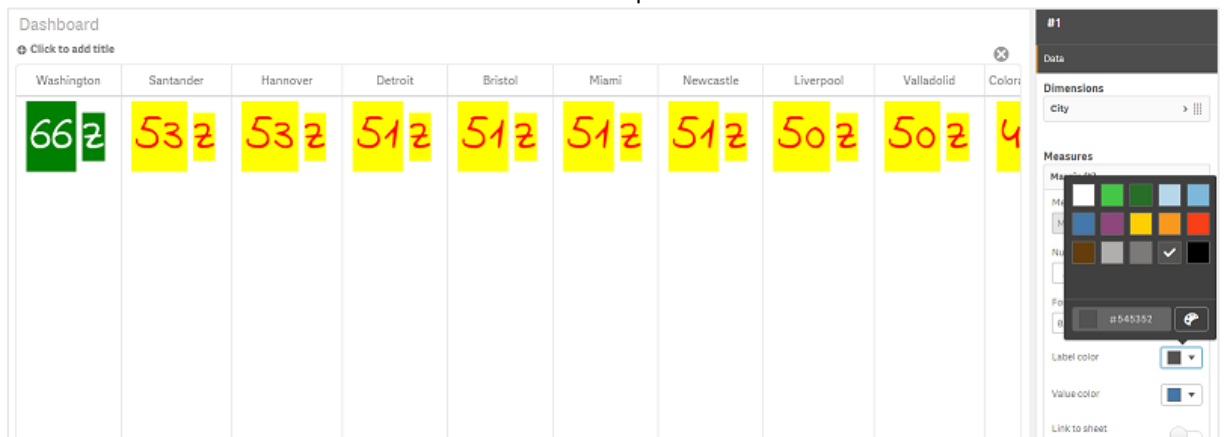 Dashboard
Click to add title
Washington Santander Hannover Detroit Bristol Miami Newcastle Liverpool Valladolid
66 z 53 z 53 z 51 z 51 z 51 z 51 z 50 z 50 z
#1
Data
Dimensions
City
Measures
#545352
Label color
Value color
Link to sheet